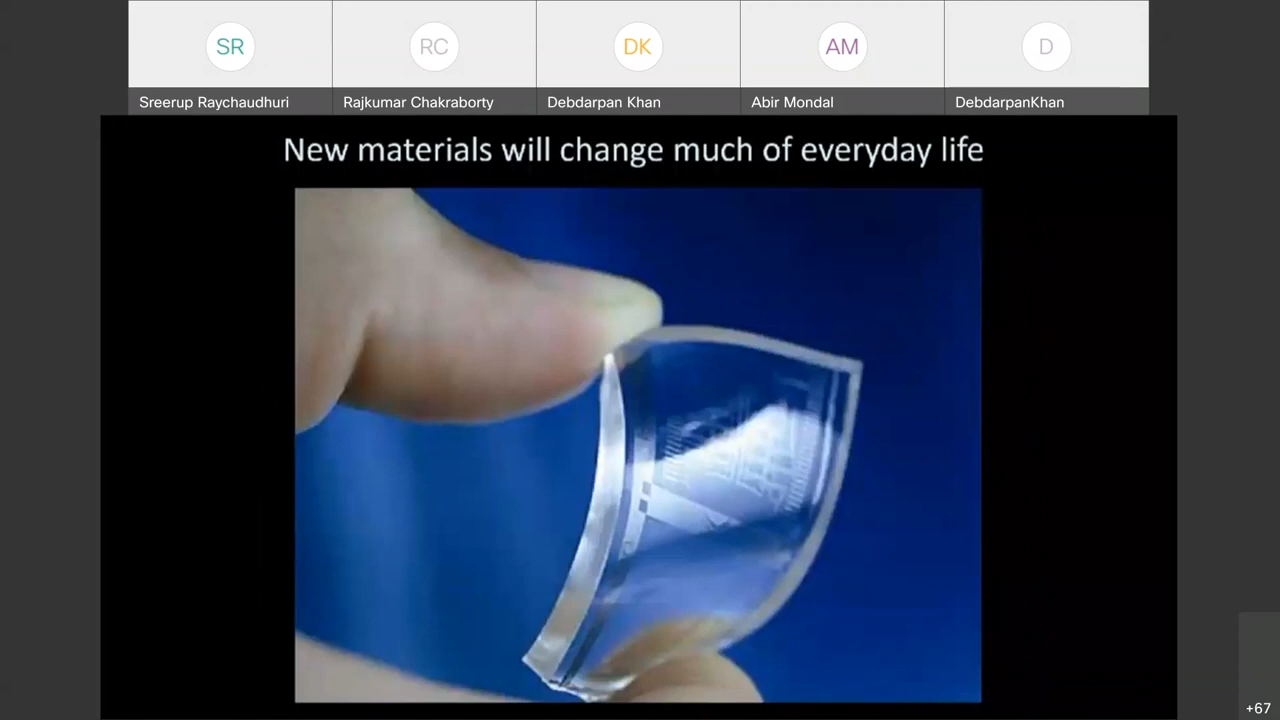 SR
RC
DK
AM
D
Sreerup Raychaudhuri
Rajkumar Chakraborty
Debdarpan Khan
Abir Mondal
DebdarpanKhan
New materials will change much of everyday life
+67